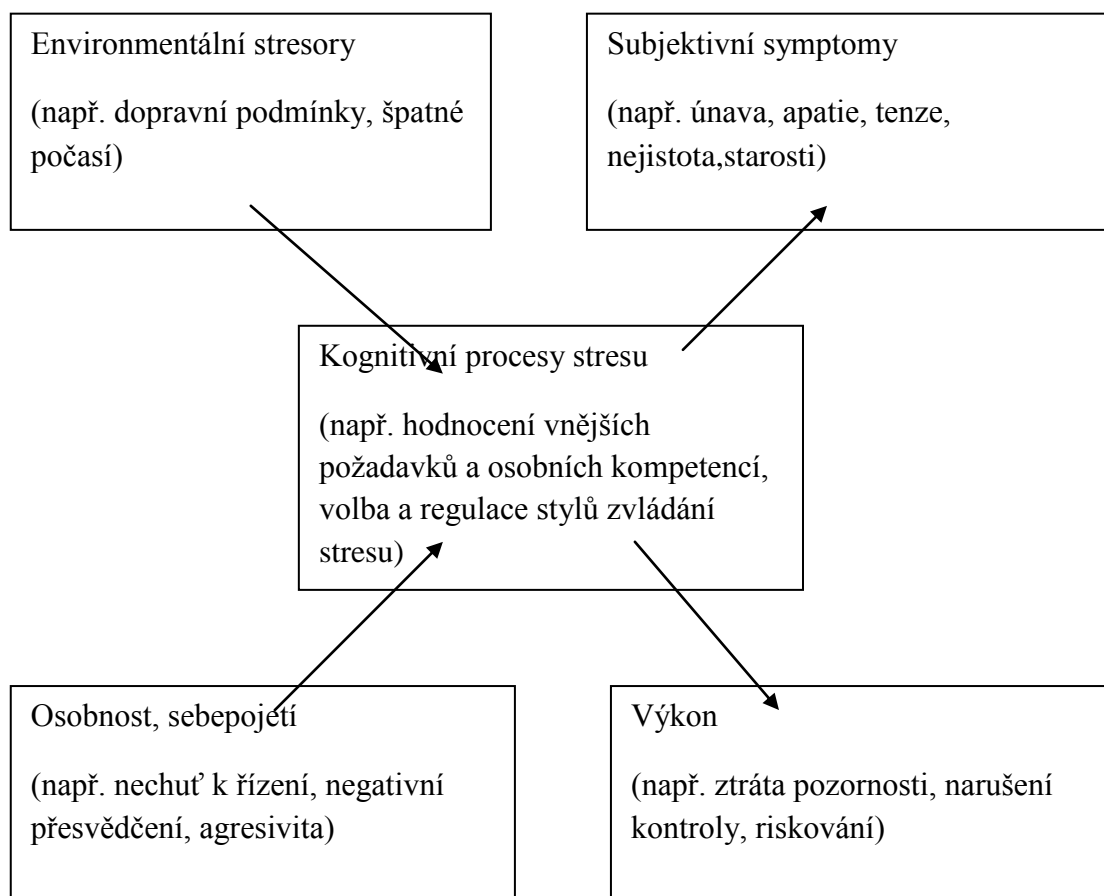 Environmentální stresory
(např. dopravní podmínky, špatné
počasí)
Subjektivní symptomy
(např. únava, apatie, tenze,
nejistota,starosti)
Kognitivní procesy stresu
(např. hodnocení vnějších
požadavků a osobních kompetencí,
volba a regulace stylů zvládání
stresu)
Osobnost, sebepojetí
(např. nechuť k řízení, negativní
přesvědčení, agresivita)
Výkon
(např. ztráta pozornosti, narušení
kontroly, riskování)